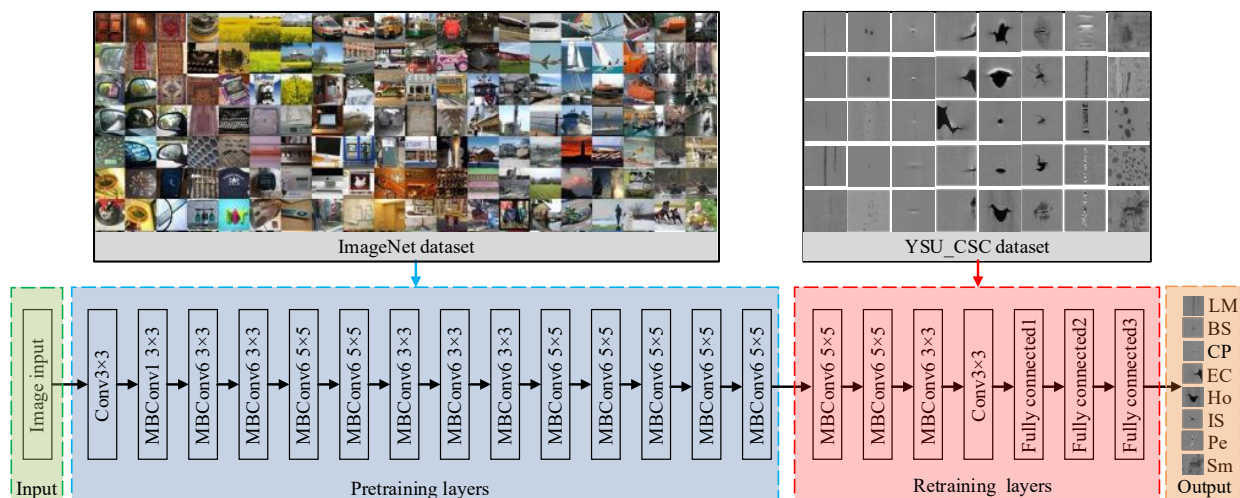 ImageNet dataset
YSU_CSC dataset
Image input
Conv3×3
MBConv1 3×3
MBConv6 3×3
MBConv6 3×3
MBConv6 5×5
MBConv6 5×5
MBConv6 3×3
MBConv6 3×3
MBConv6 3×3
MBConv6 5×5
MBConv6 5×5
MBConv6 5×5
MBConv6 5×5
MBConv6 5×5
MBConv6 5×5
MBConv6 5×5
MBConv6 3×3
Conv3×3
Fully connected1
Fully connected2
Fully connected3
LM
BS
CP
EC
Ho
IS
Pe
Sm
Input
Pretraining layers
Retraining layers
Output